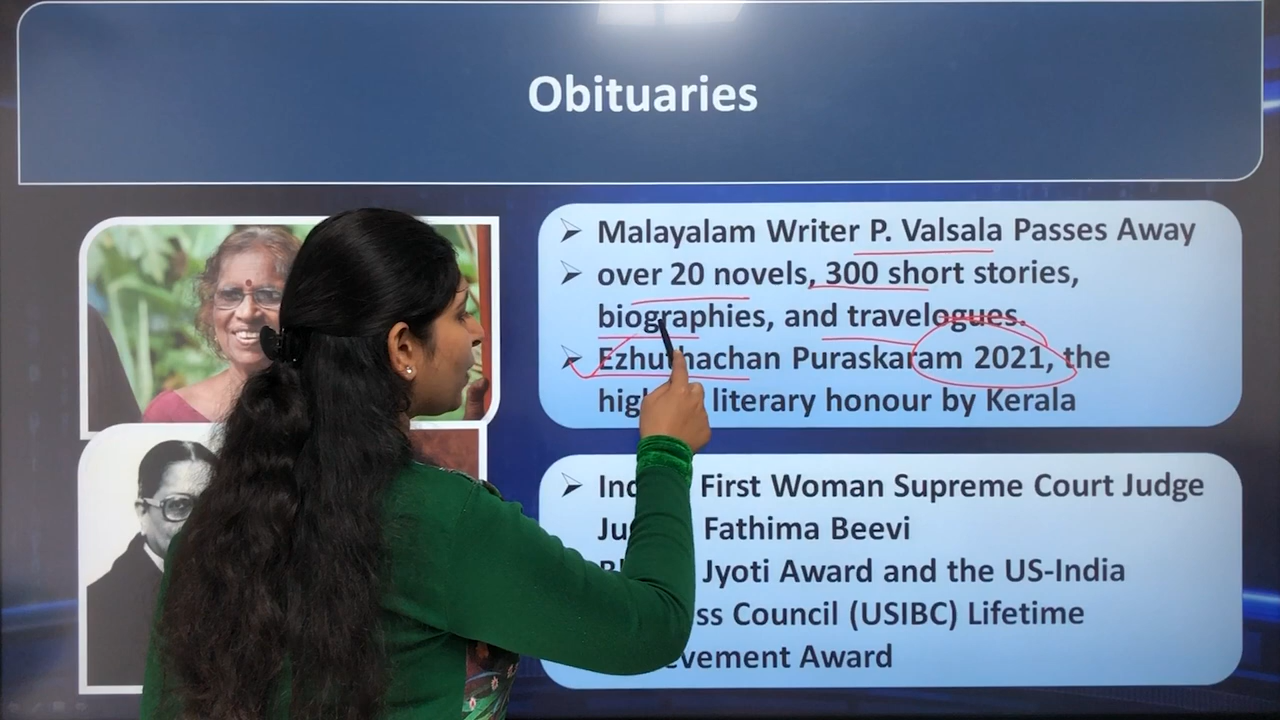 Obituaries
Malayalam Writer P. Valsala Passes Away
over 20 novels, 300 short stories,
biographies, and travelogues.
Ezhuthachan Puraskaram 2021, the
literary honour by Kerala
First Woman Supreme Court Judge
Fathima Beevi
Jyoti Award and the US-India
Council (USIBC) Lifetime
Award